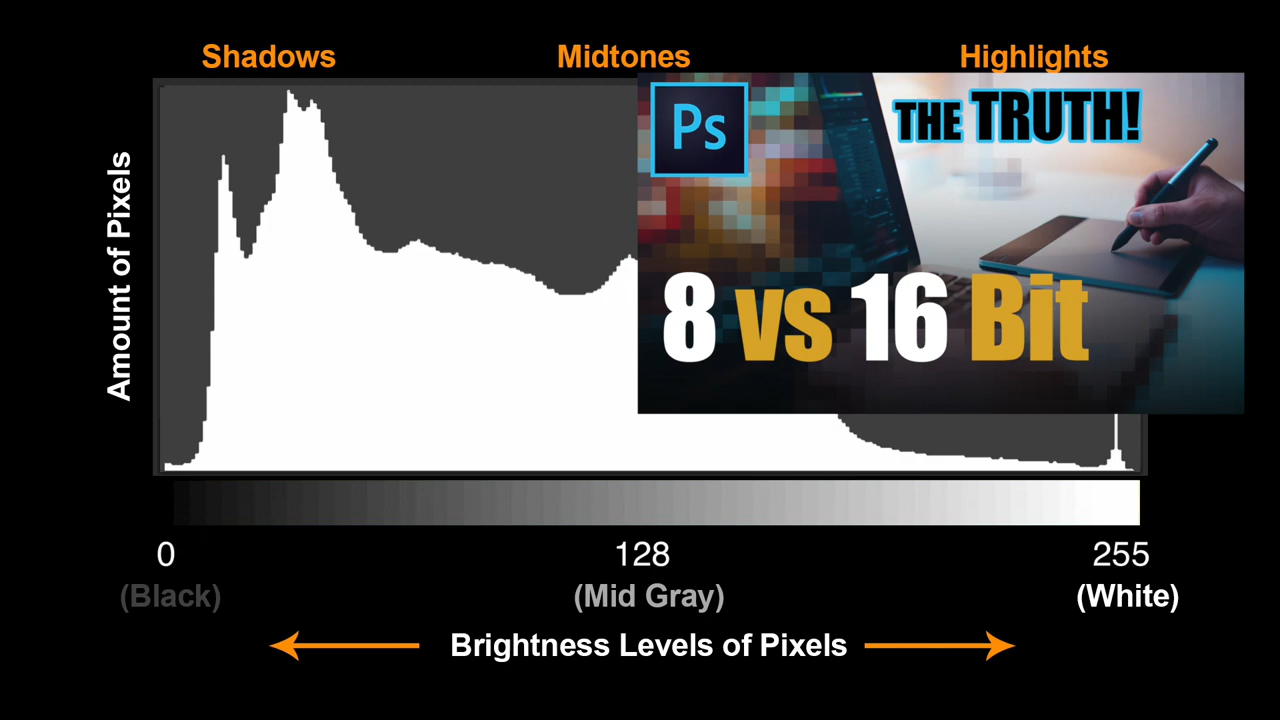 Shadows
Midtones
Highlights
Amount of Pixels
Ps
THE TRUTH!
8 vs 16 Bit
0
128
255
(Black)
(Mid Gray)
(White)
Brightness Levels of Pixels